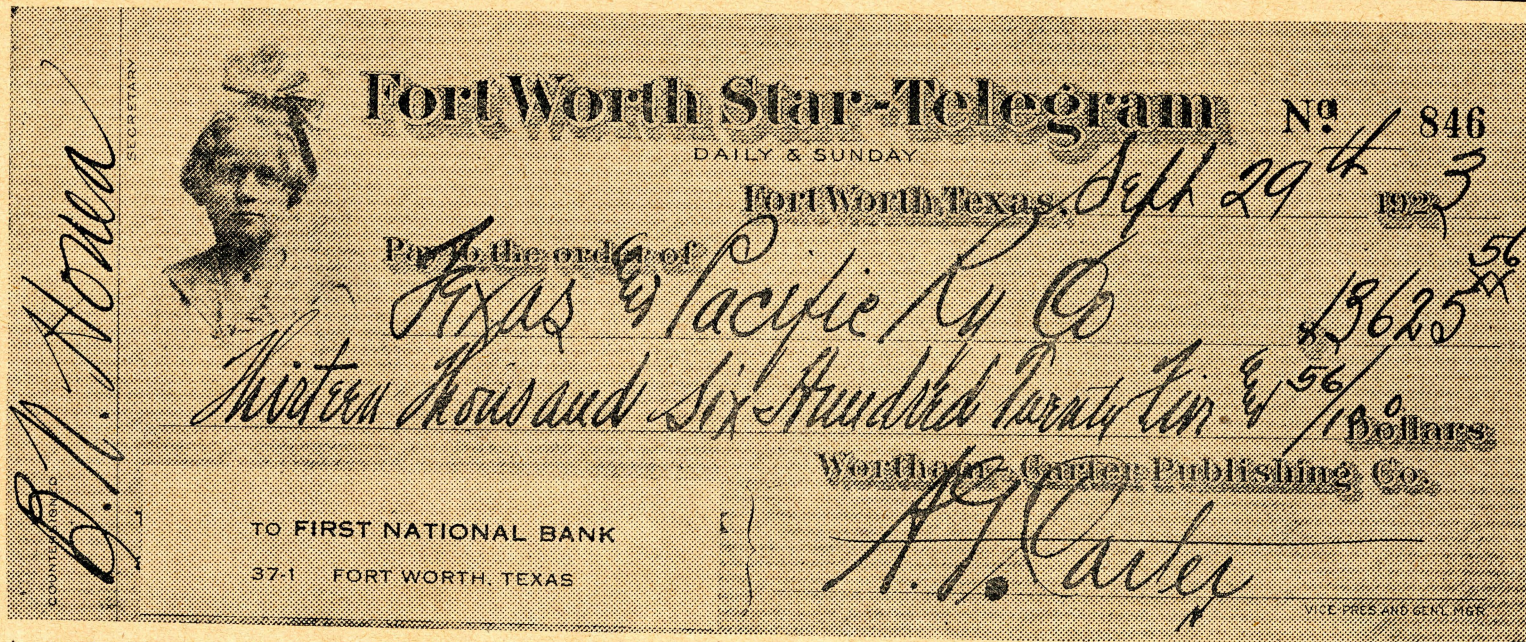 Fort Worth Star-Telegram
Nº 846
DAILY & SUNDAY
Fort Worth, Texas, Sept 29th 1923
Pay to the order of
Texas & Pacific Ry Co $13625 56/xx
Thirteen Thousand Six Hundred Twenty Five & 56/100 Dollars
Wortham-Carter Publishing Co.
A. G. Carter
VICE-PRES AND GENL MGR
TO FIRST NATIONAL BANK
37-1 FORT WORTH, TEXAS
COUNTERSIGNED
B. N. Honea
SECRETARY